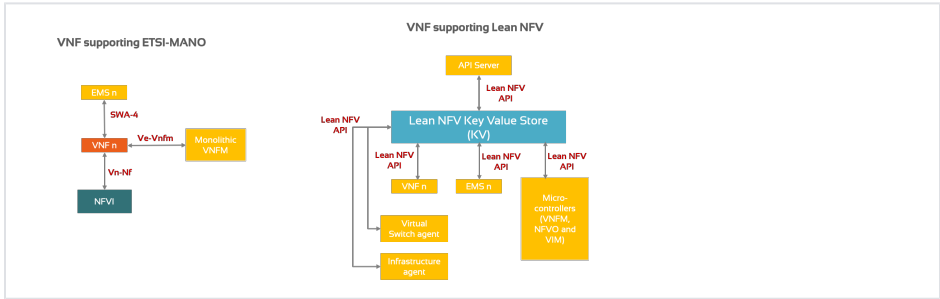 VNF supporting ETSI-MANO
EMS n
SWA-4
VNF n
Ve-Vnfm
Monolithic
VNFM
Vn-Nf
NFVI
VNF supporting Lean NFV
API Server
Lean NFV
API
Lean NFV
API
Lean NFV Key Value Store
(KV)
Lean NFV
API
Lean NFV
API
Lean NFV
API
VNF n
EMS n
Micro-
controllers
(VNFM,
NFVO and
VIM)
Virtual
Switch agent
Infrastructure
agent